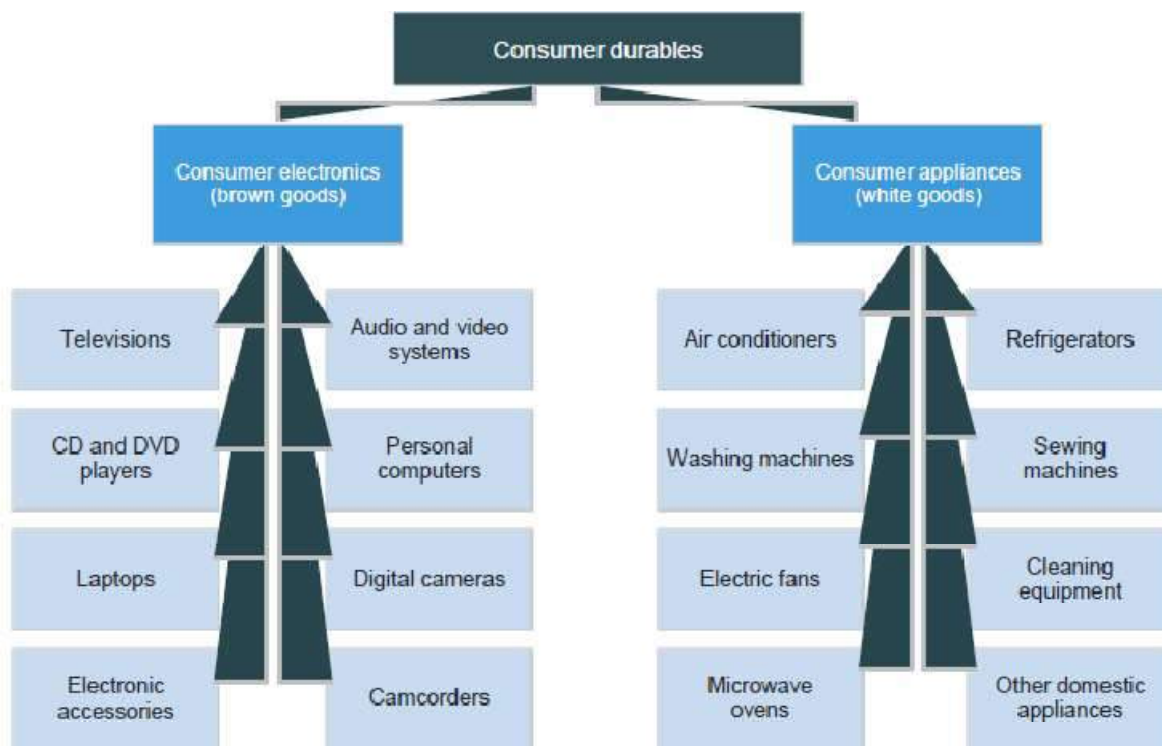 Consumer durables
Consumer electronics
(brown goods)
Consumer appliances
(white goods)
Televisions
Audio and video
systems
Air conditioners
Refrigerators
CD and DVD
players
Personal
computers
Washing machines
Sewing
machines
Laptops
Digital cameras
Electric fans
Cleaning
equipment
Electronic
accessories
Camcorders
Microwave
ovens
Other domestic
appliances